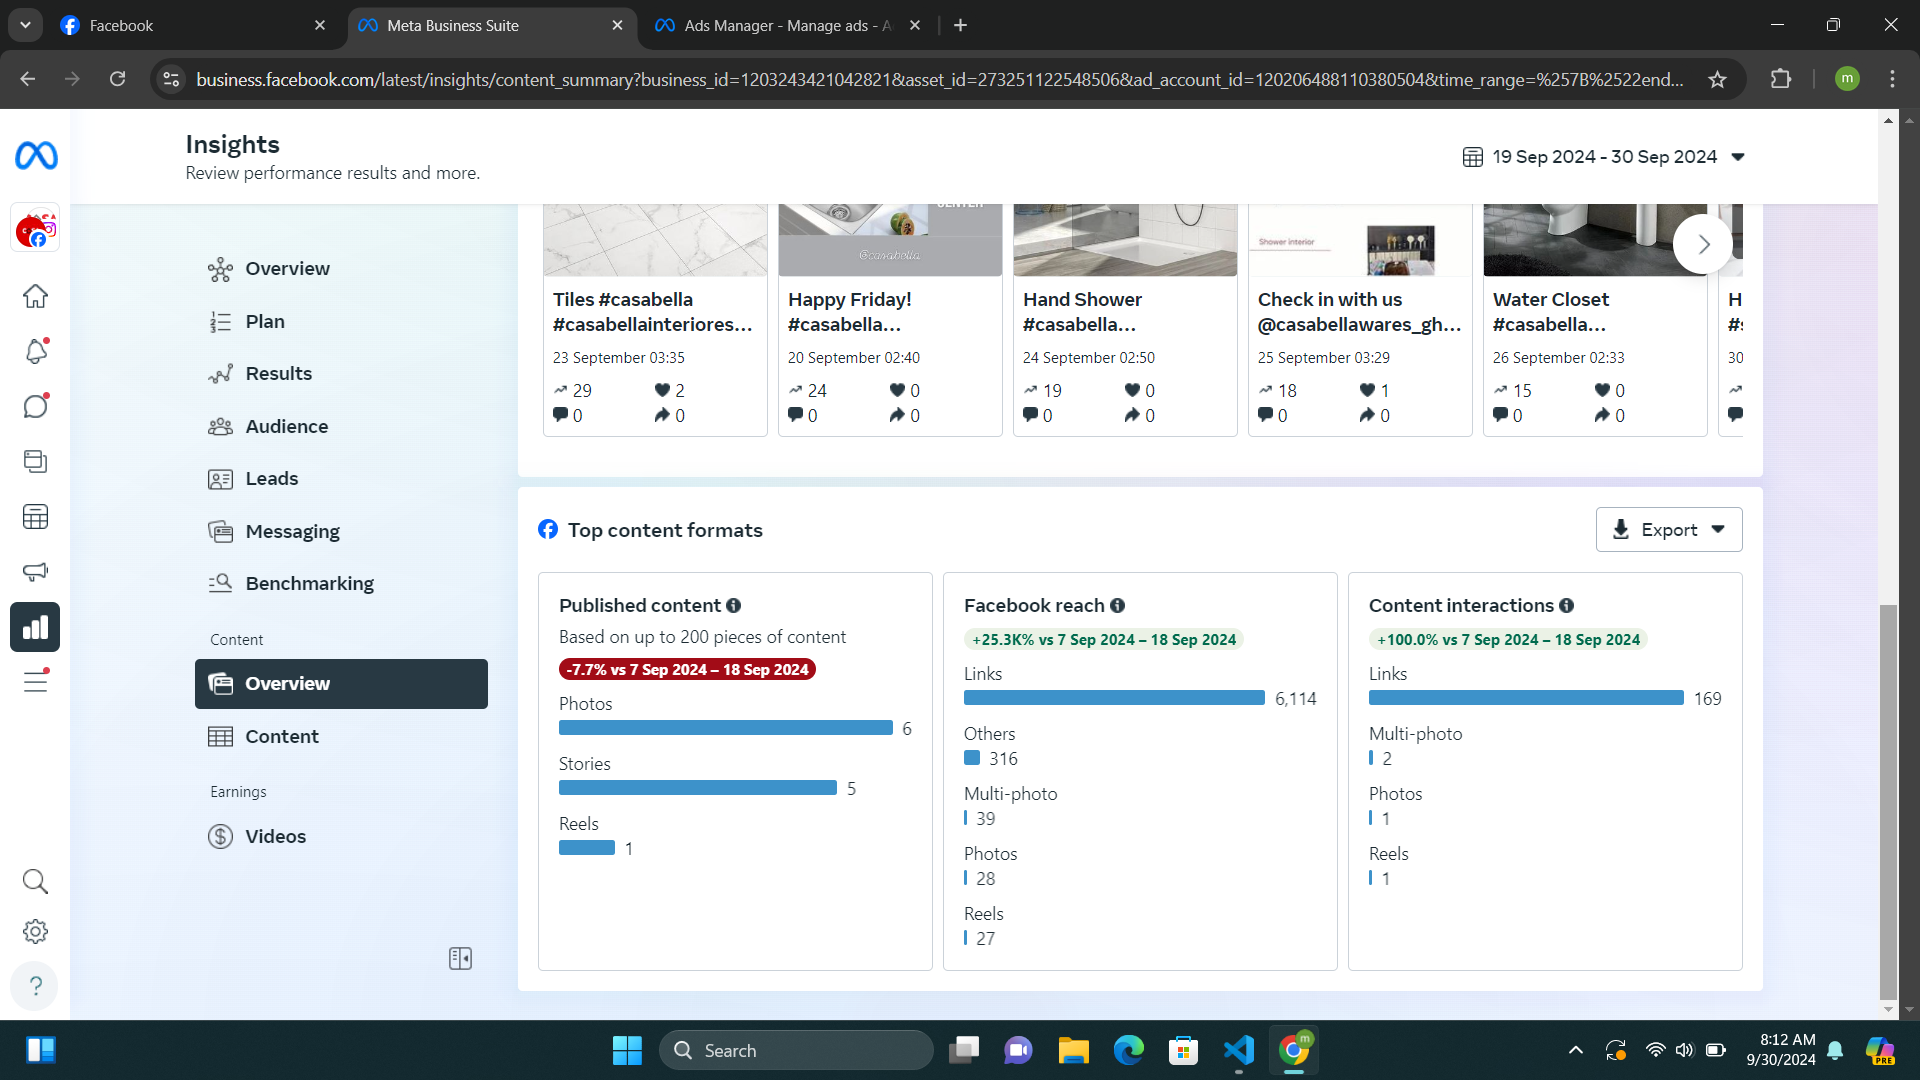 Facebook
Meta Business Suite
Ads Manager - Manage ads - A
business.facebook.com/latest/insights/content_summary?business_id=1203243421042821&asset_id=273251122548506&ad_account_id=120206488110380504&time_range=%257B%2522end...
m
Insights
Review performance results and more.
19 Sep 2024 - 30 Sep 2024
Overview
Plan
Results
Audience
Leads
Messaging
Benchmarking
Content
Overview
Content
Earnings
Videos
@casabella
Shower interior
Tiles #casabella
#casabellainteriores...
23 September 03:35
29 2
0 0
Happy Friday!
#casabella...
20 September 02:40
24 0
0 0
Hand Shower
#casabella...
24 September 02:50
19 0
0 0
Check in with us
@casabellawares_gh...
25 September 03:29
18 1
0 0
Water Closet
#casabella...
26 September 02:33
15 0
0 0
H
#s
30
Top content formats
Export
Published content
Based on up to 200 pieces of content
-7.7% vs 7 Sep 2024 – 18 Sep 2024
Photos
6
Stories
5
Reels
1
Facebook reach
+25.3K% vs 7 Sep 2024 – 18 Sep 2024
Links
6,114
Others
316
Multi-photo
39
Photos
28
Reels
27
Content interactions
+100.0% vs 7 Sep 2024 – 18 Sep 2024
Links
169
Multi-photo
2
Photos
1
Reels
1
?
Search
m
8:12 AM
9/30/2024
PRE